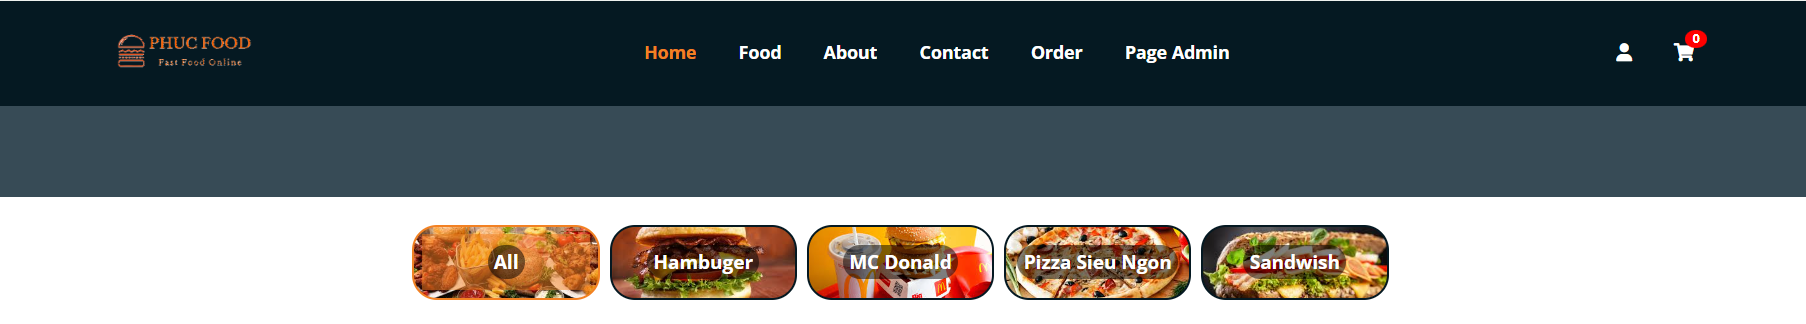 PHUC FOOD
Fast Food Online
Home Food About Contact Order Page Admin
0
All Hambuger MC Donald Pizza Sieu Ngon Sandwish